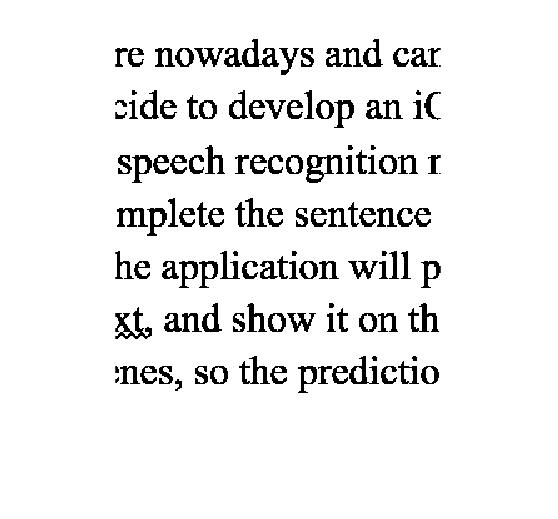 re nowadays and car
cide to develop an iC
speech recognition r
mplete the sentence
he application will p
xt, and show it on th
enes, so the predictio